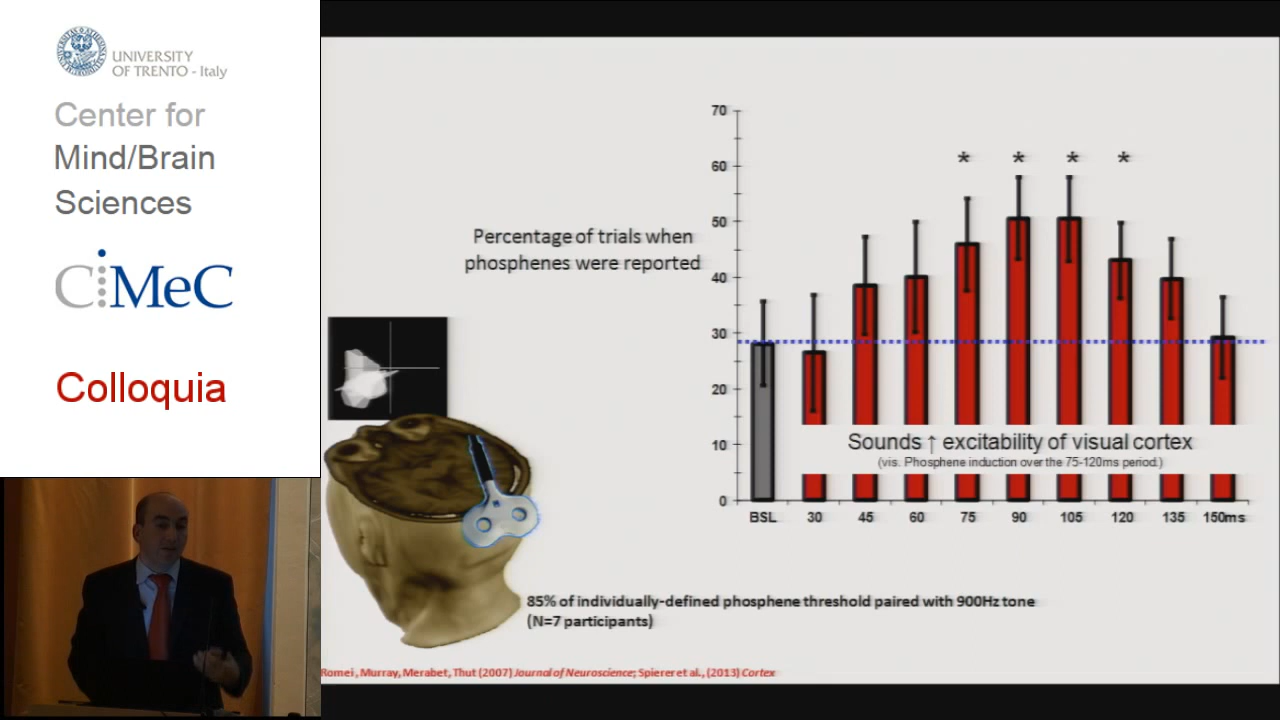 UNIVERSITY
OF TRENTO - Italy
Center for
Mind/Brain
Sciences
CiMeC
Colloquia
Percentage of trials when
phosphenes were reported
70
60
50
40
30
20
10
0
* * * *
Sounds ↑ excitability of visual cortex
(vis. Phosphene induction over the 75-120ms period.)
BSL 30 45 60 75 90 105 120 135 150ms
85% of individually-defined phosphene threshold paired with 900Hz tone
(N=7 participants)
Romei, Murray, Merabet, Thut (2007) Journal of Neuroscience; Spierer et al., (2013) Cortex